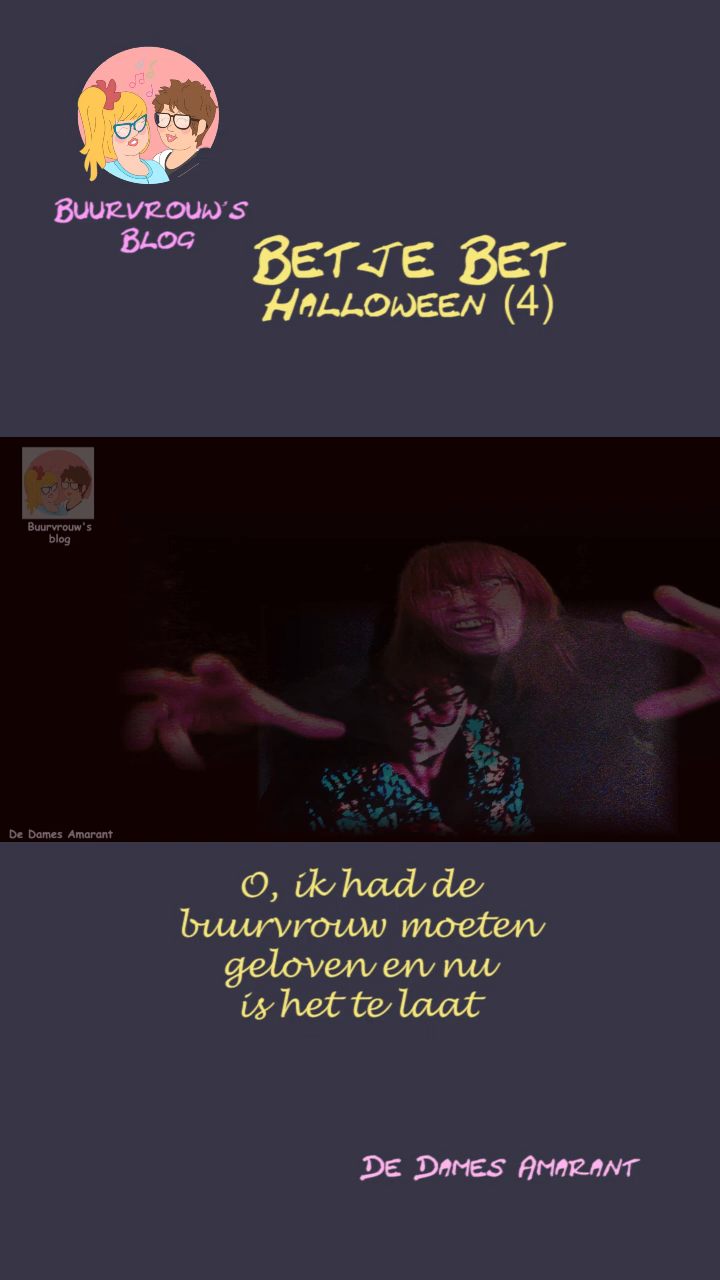 Buurvrouw's
Blog
Betje Bet
Halloween (4)
Buurvrouw's
blog
De Dames Amarant
O, ik had de
buurvrouw moeten
geloven en nu
is het te laat
De Dames Amarant